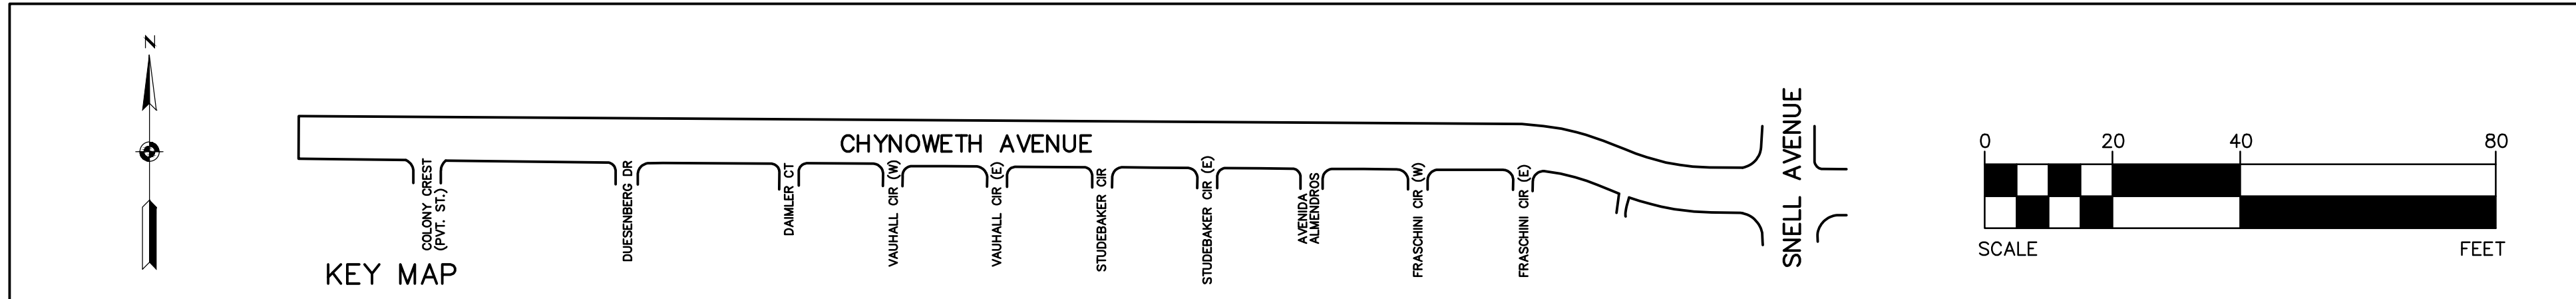 N
CHYNOWETH AVENUE
COLONY CREST
(PVT. ST.)
DUESENBERG DR
DAIMLER CT
VAUHALL CIR (W)
VAUHALL CIR (E)
STUDEBAKER CIR
STUDEBAKER CIR (E)
AVENIDA
ALMENDROS
FRASCHINI CIR (W)
FRASCHINI CIR (E)
SNELL AVENUE
KEY MAP
0 20 40 80
SCALE FEET